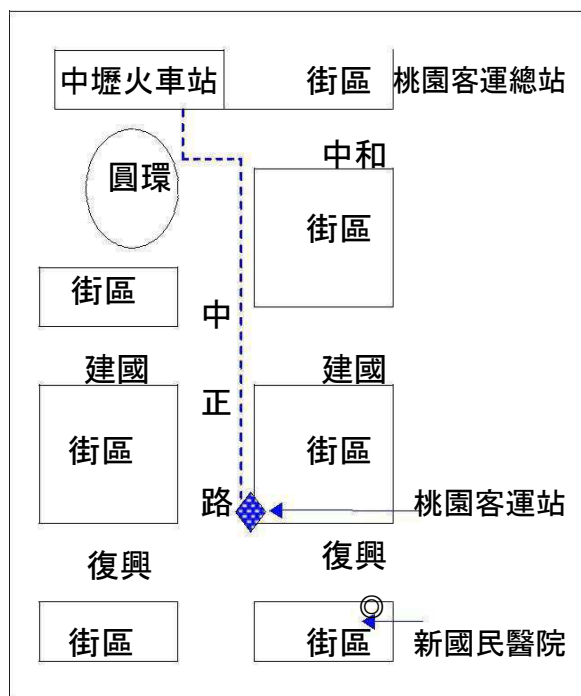 中壢火車站 街區 桃園客運總站
圓環 中和
街區
街區 中
建國 正 建國
街區 街區
路 桃園客運站
復興 復興
街區 街區 新國民醫院